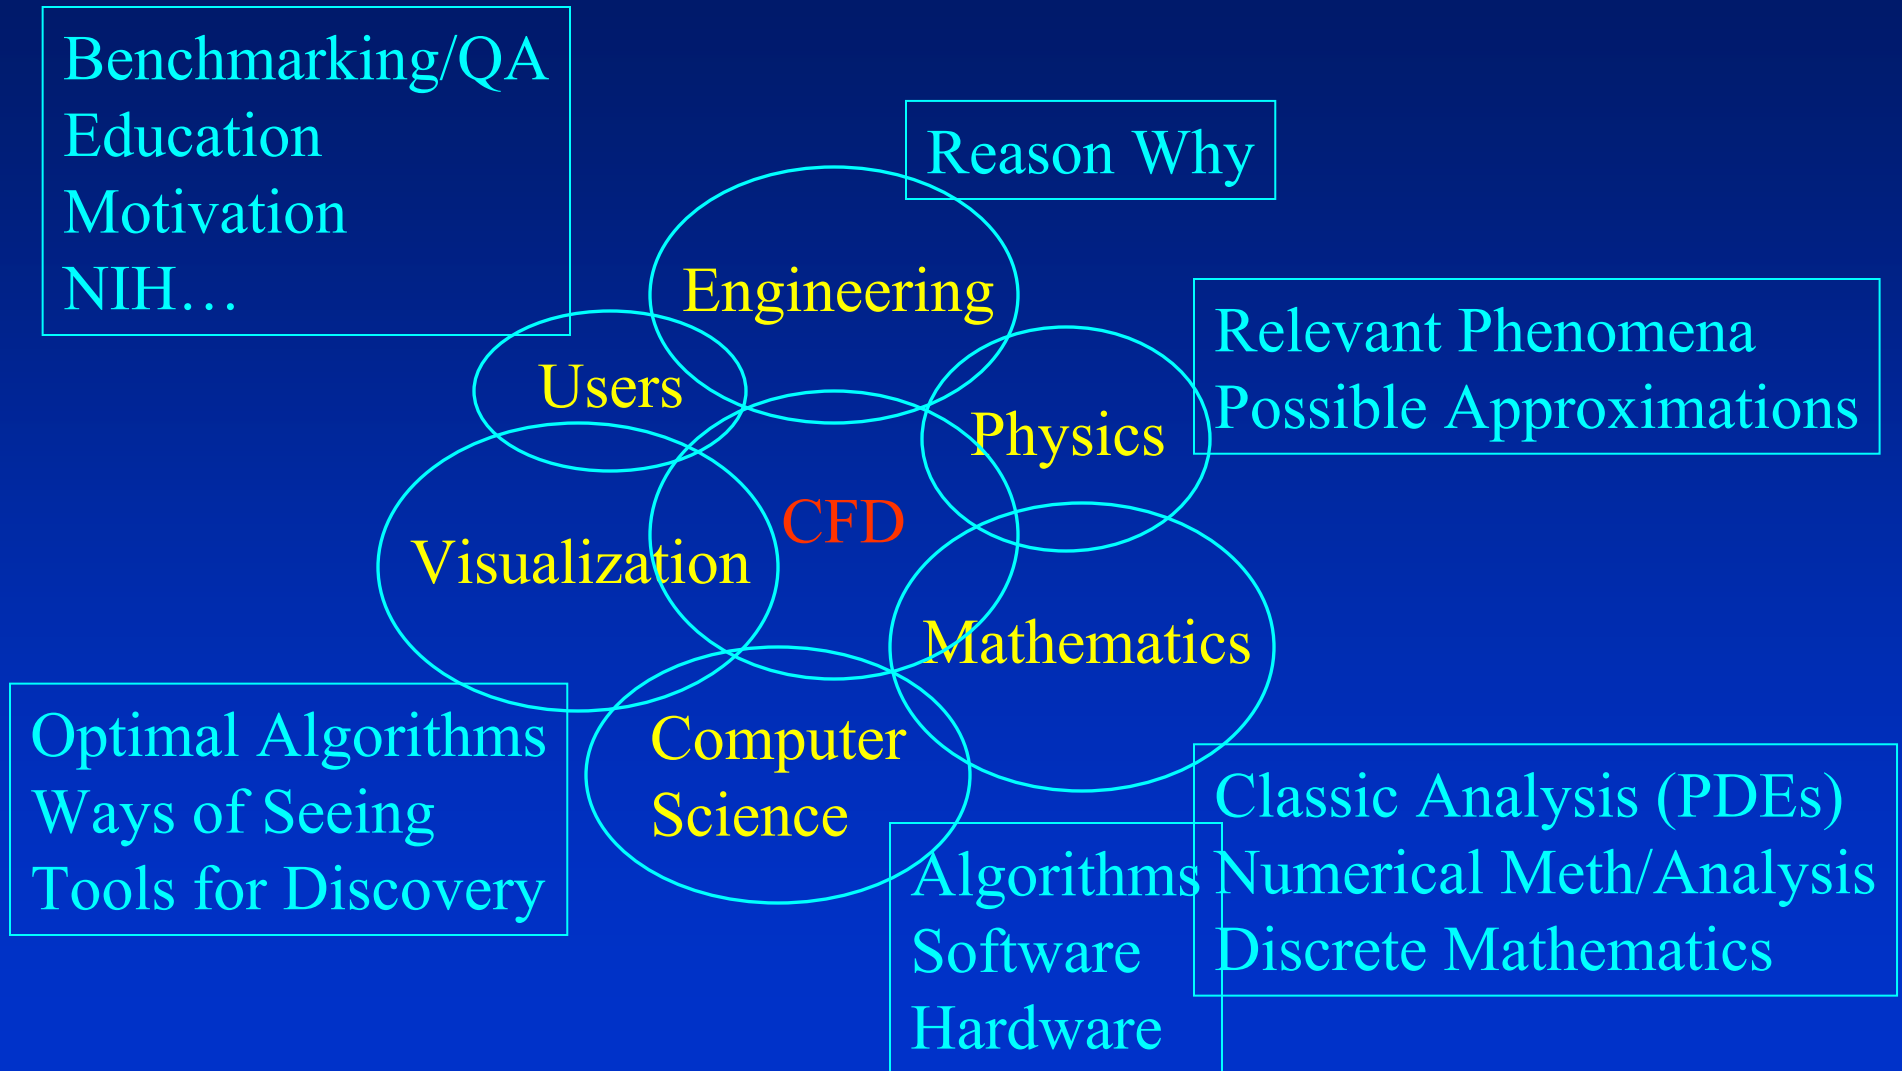 Benchmarking/QA
Education
Motivation
NIH…
Reason Why
Engineering
Relevant Phenomena
Possible Approximations
Users
Physics
CFD
Visualization
Mathematics
Computer
Science
Optimal Algorithms
Ways of Seeing
Tools for Discovery
Algorithms
Software
Hardware
Classic Analysis (PDEs)
Numerical Meth/Analysis
Discrete Mathematics